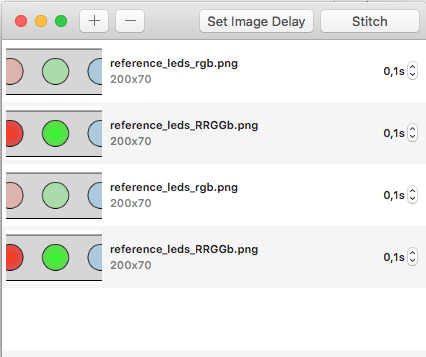 Set Image Delay
Stitch
reference_leds_rgb.png
200x70
0,1s
reference_leds_RRGGb.png
200x70
0,1s
reference_leds_rgb.png
200x70
0,1s
reference_leds_RRGGb.png
200x70
0,1s